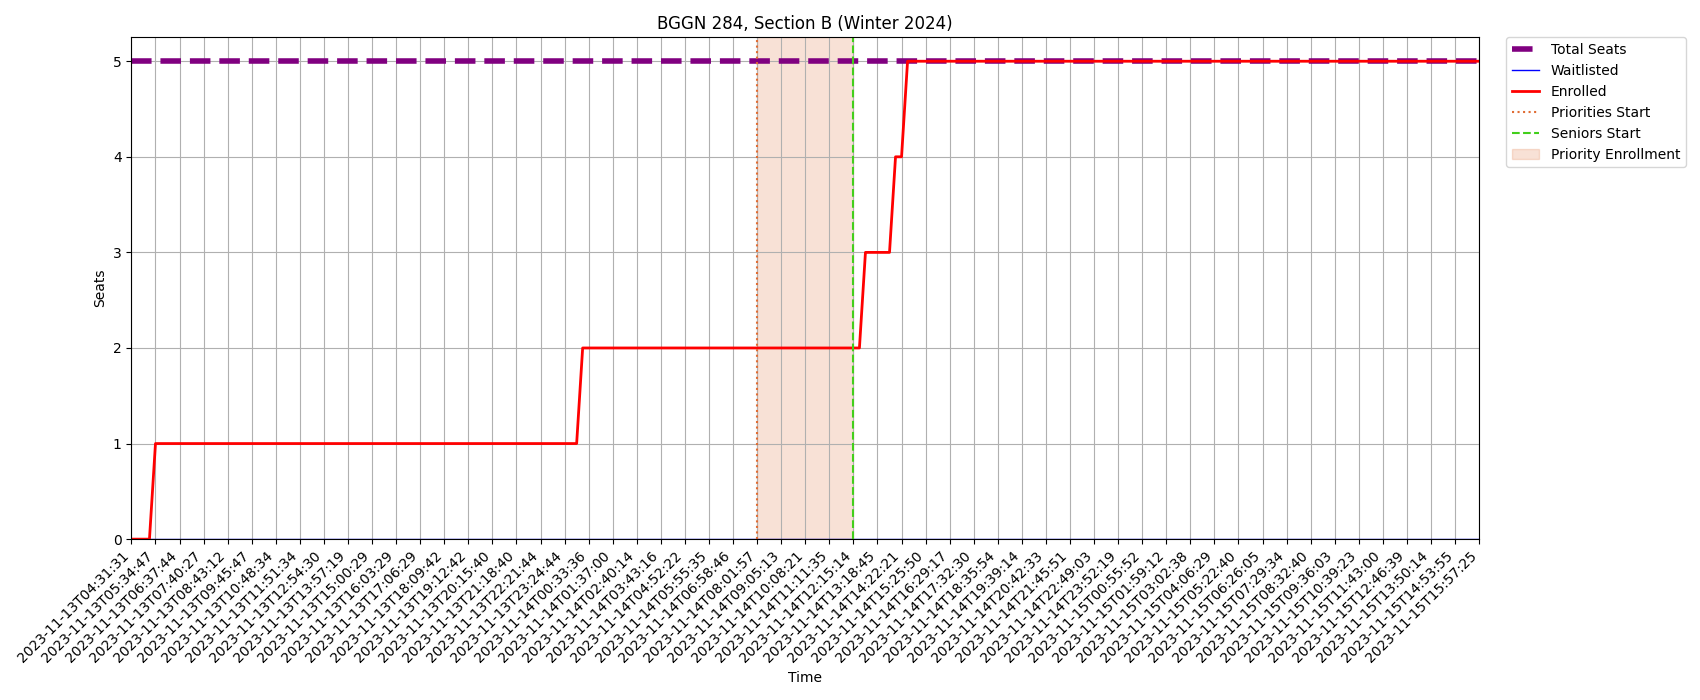 BGGN 284, Section B (Winter 2024)
Total Seats
Waitlisted
Enrolled
Priorities Start
Seniors Start
Priority Enrollment
Seats
5
4
3
2
1
0
2023-11-13T04:31:31
2023-11-13T05:34:47
2023-11-13T06:37:44
2023-11-13T07:40:27
2023-11-13T08:43:12
2023-11-13T09:45:47
2023-11-13T10:48:34
2023-11-13T11:51:34
2023-11-13T12:54:30
2023-11-13T13:57:19
2023-11-13T15:00:29
2023-11-13T16:03:29
2023-11-13T17:06:29
2023-11-13T18:09:42
2023-11-13T19:12:42
2023-11-13T20:15:40
2023-11-13T21:18:40
2023-11-13T22:21:44
2023-11-13T23:24:44
2023-11-14T00:33:36
2023-11-14T01:37:00
2023-11-14T02:40:14
2023-11-14T03:43:16
2023-11-14T04:52:22
2023-11-14T05:55:35
2023-11-14T06:58:46
2023-11-14T08:01:57
2023-11-14T09:05:13
2023-11-14T10:08:21
2023-11-14T11:11:35
2023-11-14T12:15:14
2023-11-14T13:18:45
2023-11-14T14:22:21
2023-11-14T15:25:50
2023-11-14T16:29:17
2023-11-14T17:32:30
2023-11-14T18:35:54
2023-11-14T19:39:14
2023-11-14T20:42:33
2023-11-14T21:45:51
2023-11-14T22:49:03
2023-11-14T23:52:19
2023-11-15T00:55:52
2023-11-15T01:59:12
2023-11-15T03:02:38
2023-11-15T04:06:29
2023-11-15T05:22:40
2023-11-15T06:26:05
2023-11-15T07:29:34
2023-11-15T08:32:40
2023-11-15T09:36:03
2023-11-15T10:39:23
2023-11-15T11:43:00
2023-11-15T12:46:39
2023-11-15T13:50:14
2023-11-15T14:53:55
2023-11-15T15:57:25
Time